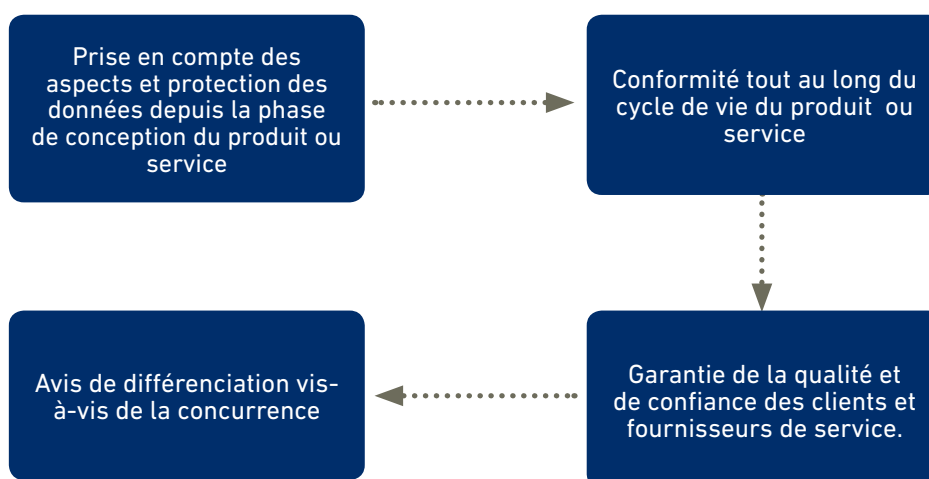 Prise en compte des
aspects et protection des
données depuis la phase
de conception du produit ou
service
Conformité tout au long du
cycle de vie du produit ou
service
Garantie de la qualité et
de confiance des clients et
fournisseurs de service.
Avis de différenciation vis-
à-vis de la concurrence